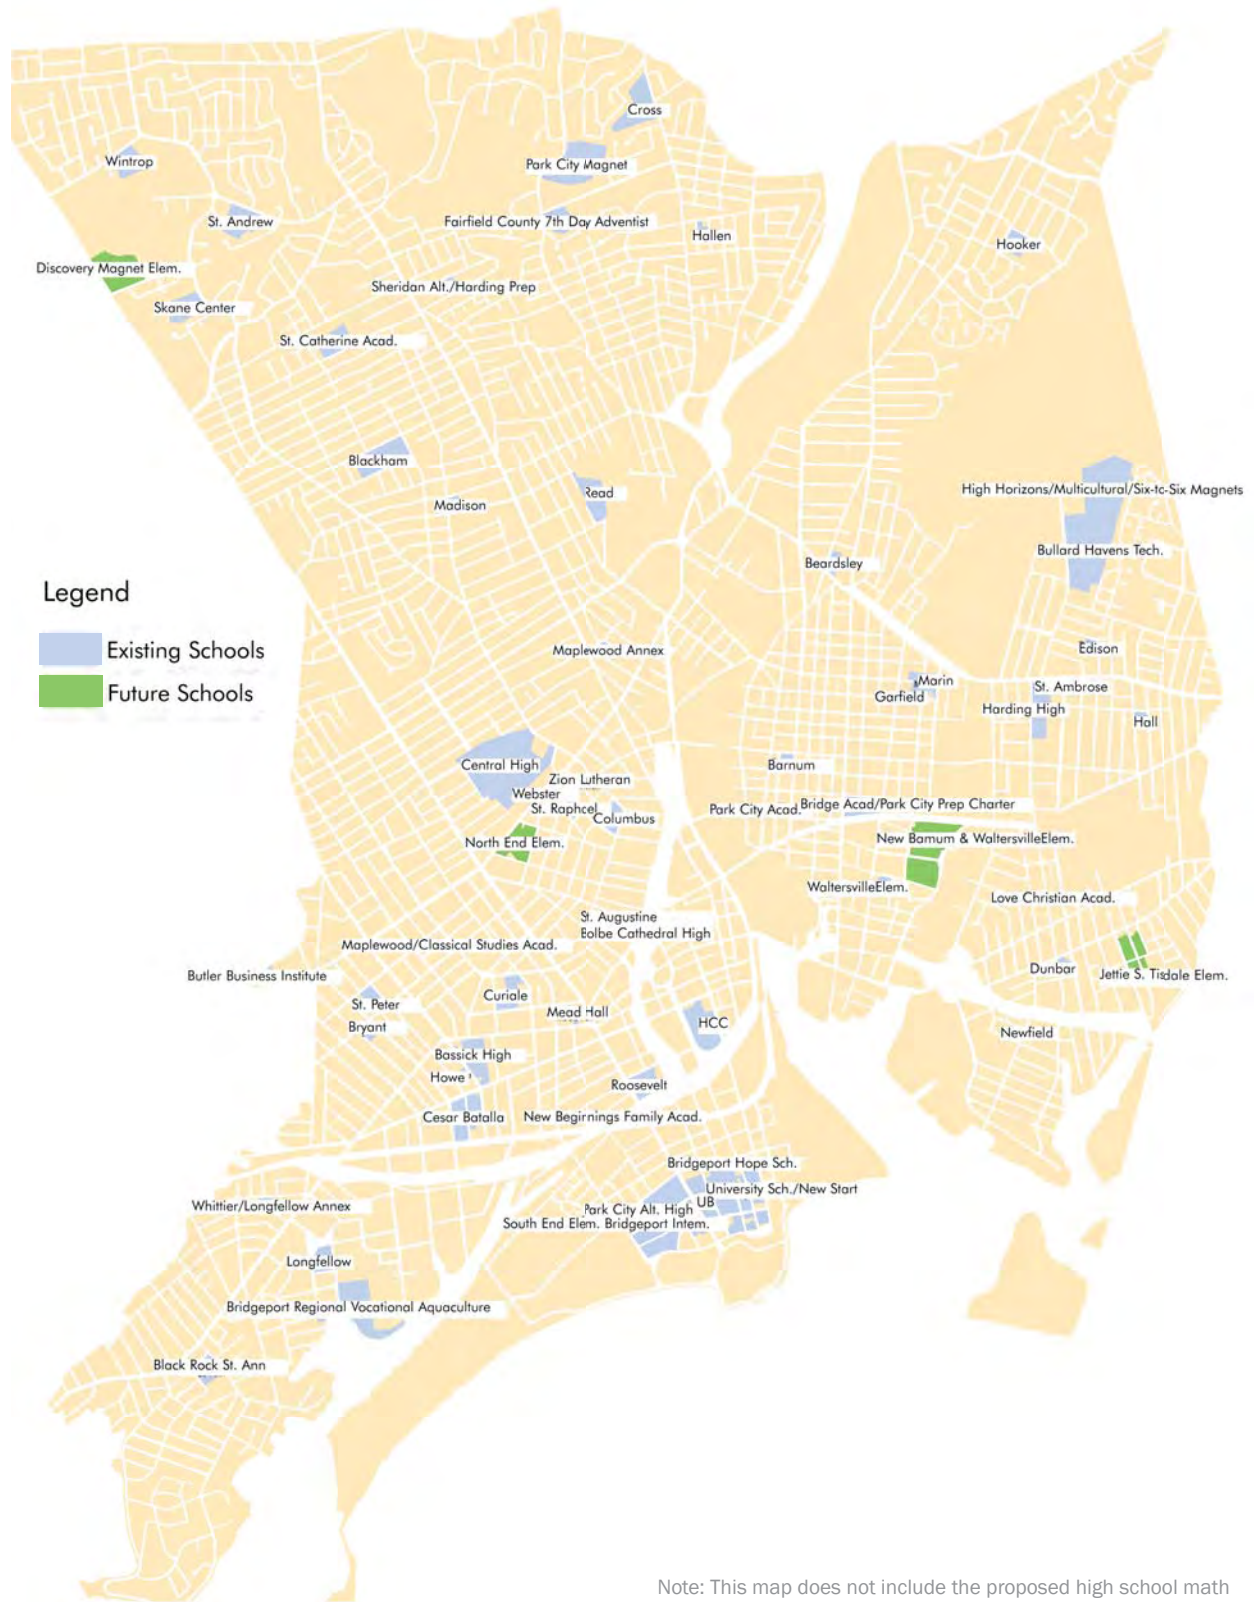 Cross
Wintrop
Park City Magnet
St. Andrew
Fairfield County 7th Day Adventist
Hallen
Hooker
Discovery Magnet Elem.
Sheridan Alt./Harding Prep
Skane Center
St. Catherine Acad.
Blackham
Madison
Read
High Horizons/Multicultural/Six-tc-Six Magnets
Bullard Havens Tech.
Beardsley
Legend
Existing Schools
Future Schools
Maplewood Annex
Edison
Marin
Garfield
St. Ambrose
Harding High
Hall
Central High
Zion Lutheran
Webster
St. Raphcel
Columbus
North End Elem.
Barnum
Park City Acad.
Bridge Acad/Park City Prep Charter
New Barnum & WaltersvilleElem.
WaltersvilleElem.
Love Christian Acad.
St. Augustine
Eolbe Cathedral High
Maplewood/Classical Studies Acad.
Butler Business Institute
Dunbar
Jettie S. Tisdale Elem.
St. Peter
Curiale
Bryant
Mead Hall
HCC
Newfield
Bassick High
Howe
Roosevelt
Cesar Batalla
New Begirnings Family Acad.
Bridgeport Hope Sch.
University Sch./New Start
UB
Park City Alt. High
South End Elem. Bridgeport Intem.
Whittier/Longfellow Annex
Longfellow
Bridgeport Regional Vocational Aquaculture
Black Rock St. Ann
Note: This map does not include the proposed high school math